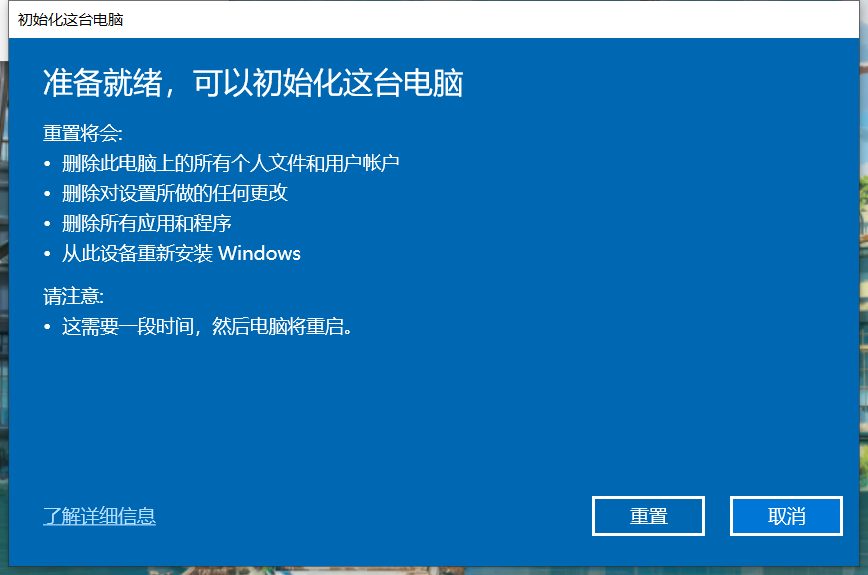 初始化这台电脑
准备就绪，可以初始化这台电脑
重置将会:
• 删除此电脑上的所有个人文件和用户帐户
• 删除对设置所做的任何更改
• 删除所有应用和程序
• 从此设备重新安装 Windows
请注意:
• 这需要一段时间，然后电脑将重启。
了解详细信息
重置
取消